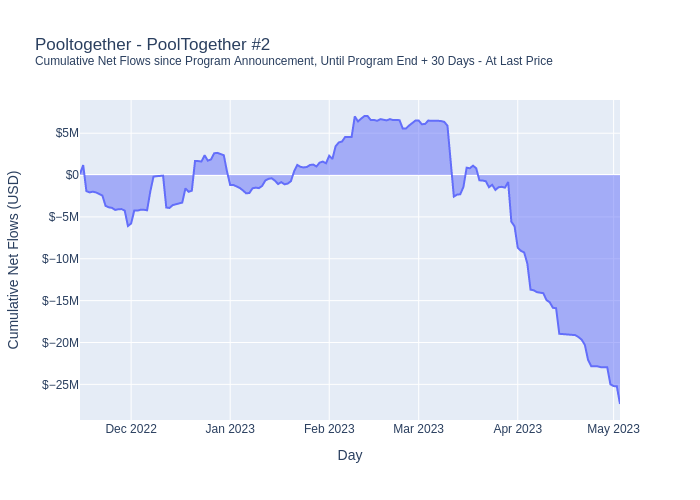 Pooltogether - PoolTogether #2
Cumulative Net Flows since Program Announcement, Until Program End + 30 Days - At Last Price
Cumulative Net Flows (USD)
$5M
$0
$−5M
$−10M
$−15M
$−20M
$−25M
Dec 2022
Jan 2023
Feb 2023
Mar 2023
Apr 2023
May 2023
Day